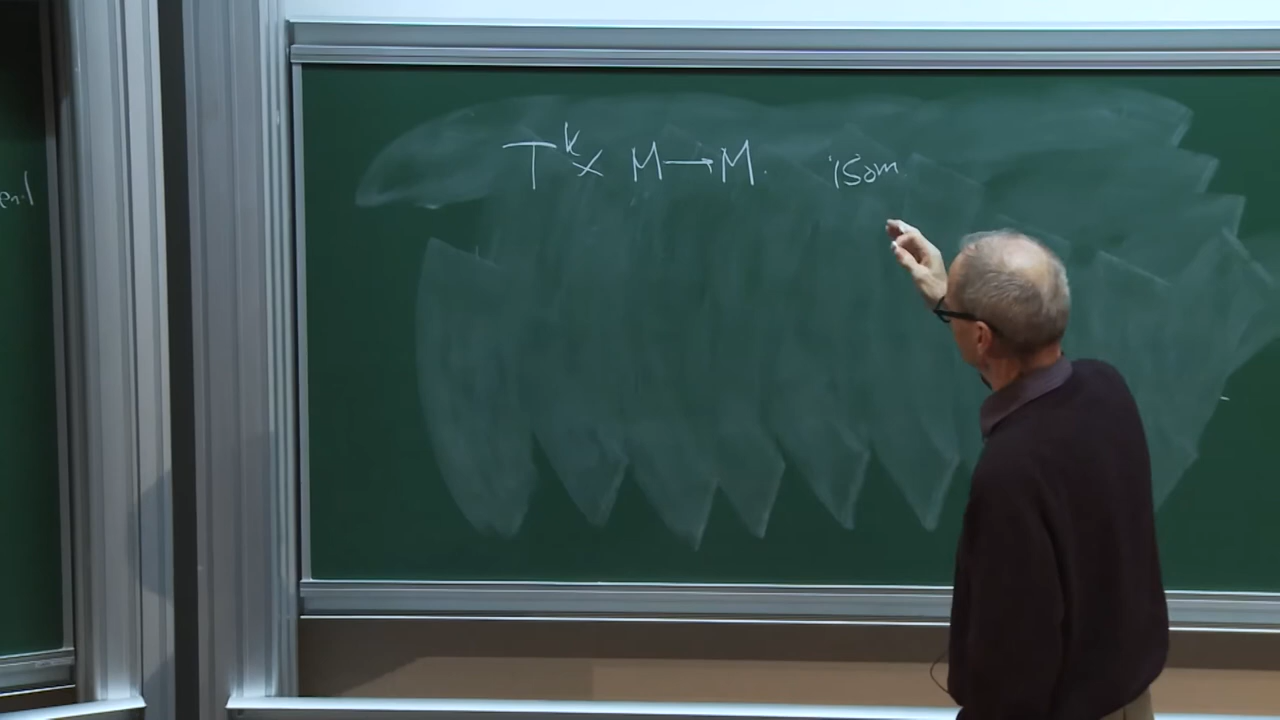 T^k × M → M. isom